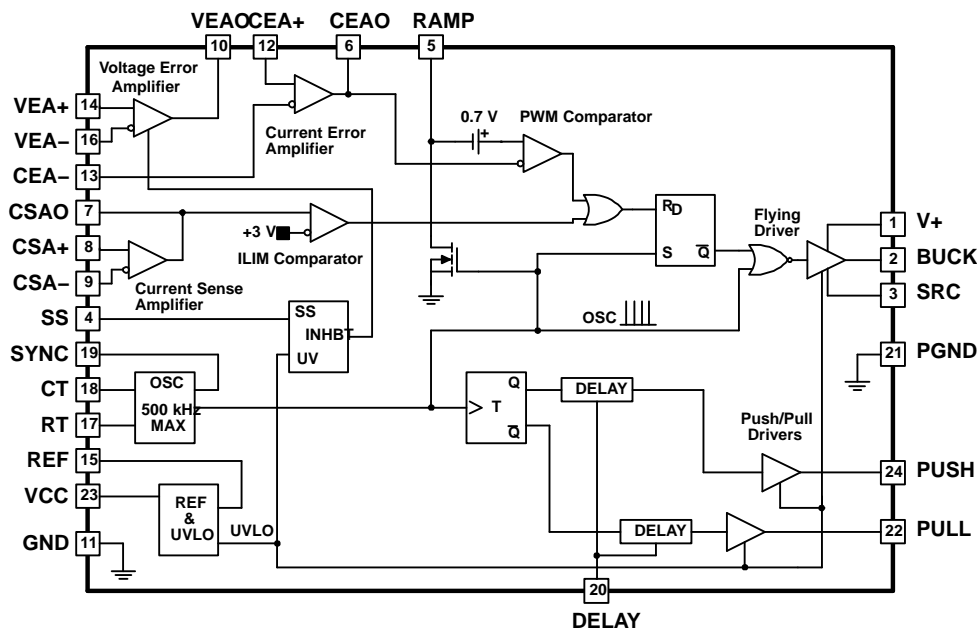 VEAO CEA+ CEAO RAMP
10 12 6 5
Voltage Error
Amplifier
VEA+ 14
VEA− 16
CEA− 13
Current Error
Amplifier
0.7 V
+
PWM Comparator
CSAO 7
CSA+ 8
CSA− 9
+3 V
ILIM Comparator
Current Sense
Amplifier
RD
S
Q
Flying
Driver
1 V+
2 BUCK
3 SRC
SS 4
SS
INHBT
UV
OSC
SYNC 19
CT 18
RT 17
OSC
500 kHz
MAX
21 PGND
T
Q
Q
DELAY
Push/Pull
Drivers
REF 15
VCC 23
GND 11
REF
&
UVLO
UVLO
DELAY
24 PUSH
22 PULL
20
DELAY